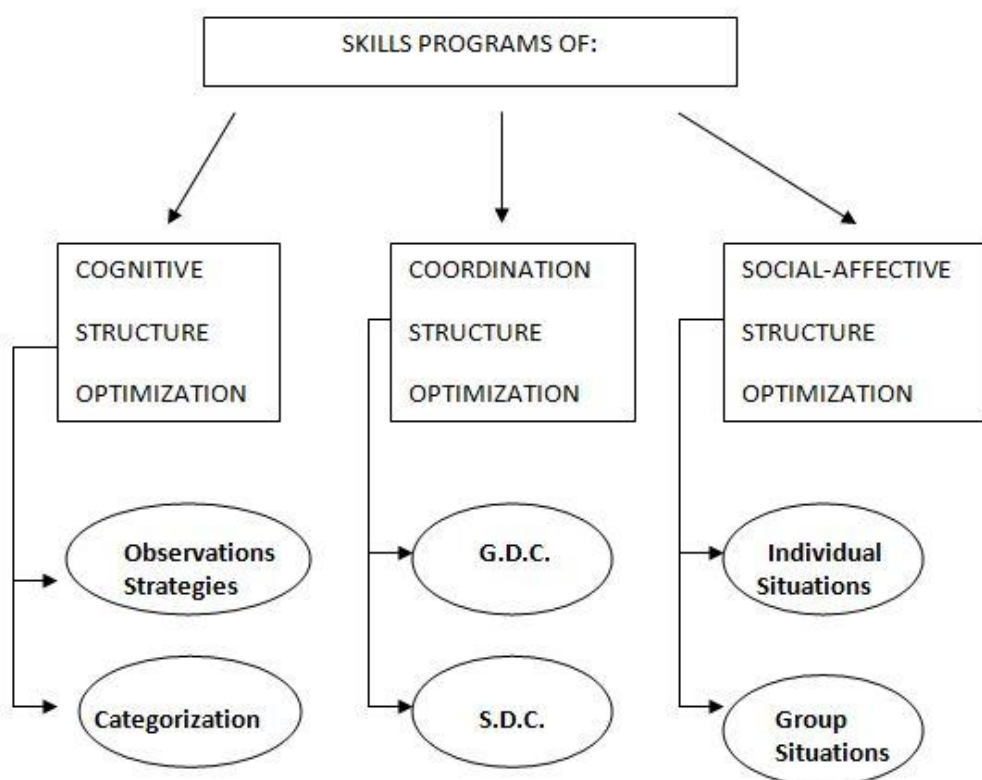 SKILLS PROGRAMS OF:
COGNITIVE
STRUCTURE
OPTIMIZATION
COORDINATION
STRUCTURE
OPTIMIZATION
SOCIAL-AFFECTIVE
STRUCTURE
OPTIMIZATION
Observations
Strategies
G.D.C.
Individual
Situations
Categorization
S.D.C.
Group
Situations